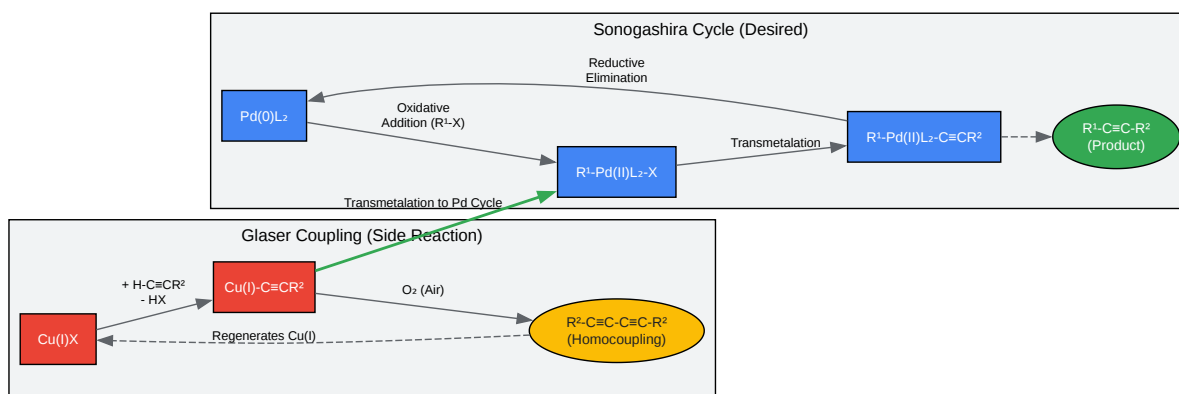 Sonogashira Cycle (Desired)
Reductive
Elimination
Pd(0)L₂
Oxidative
Addition (R¹-X)
R¹-Pd(II)L₂-C≡CR²
R¹-C≡C-R²
(Product)
Transmetalation
R¹-Pd(II)L₂-X
Transmetalation to Pd Cycle
Glaser Coupling (Side Reaction)
+ H-C≡CR²
- HX
Cu(I)-C≡CR²
O₂ (Air)
R²-C≡C-C≡C-R²
(Homocoupling)
Regenerates Cu(I)
Cu(I)X